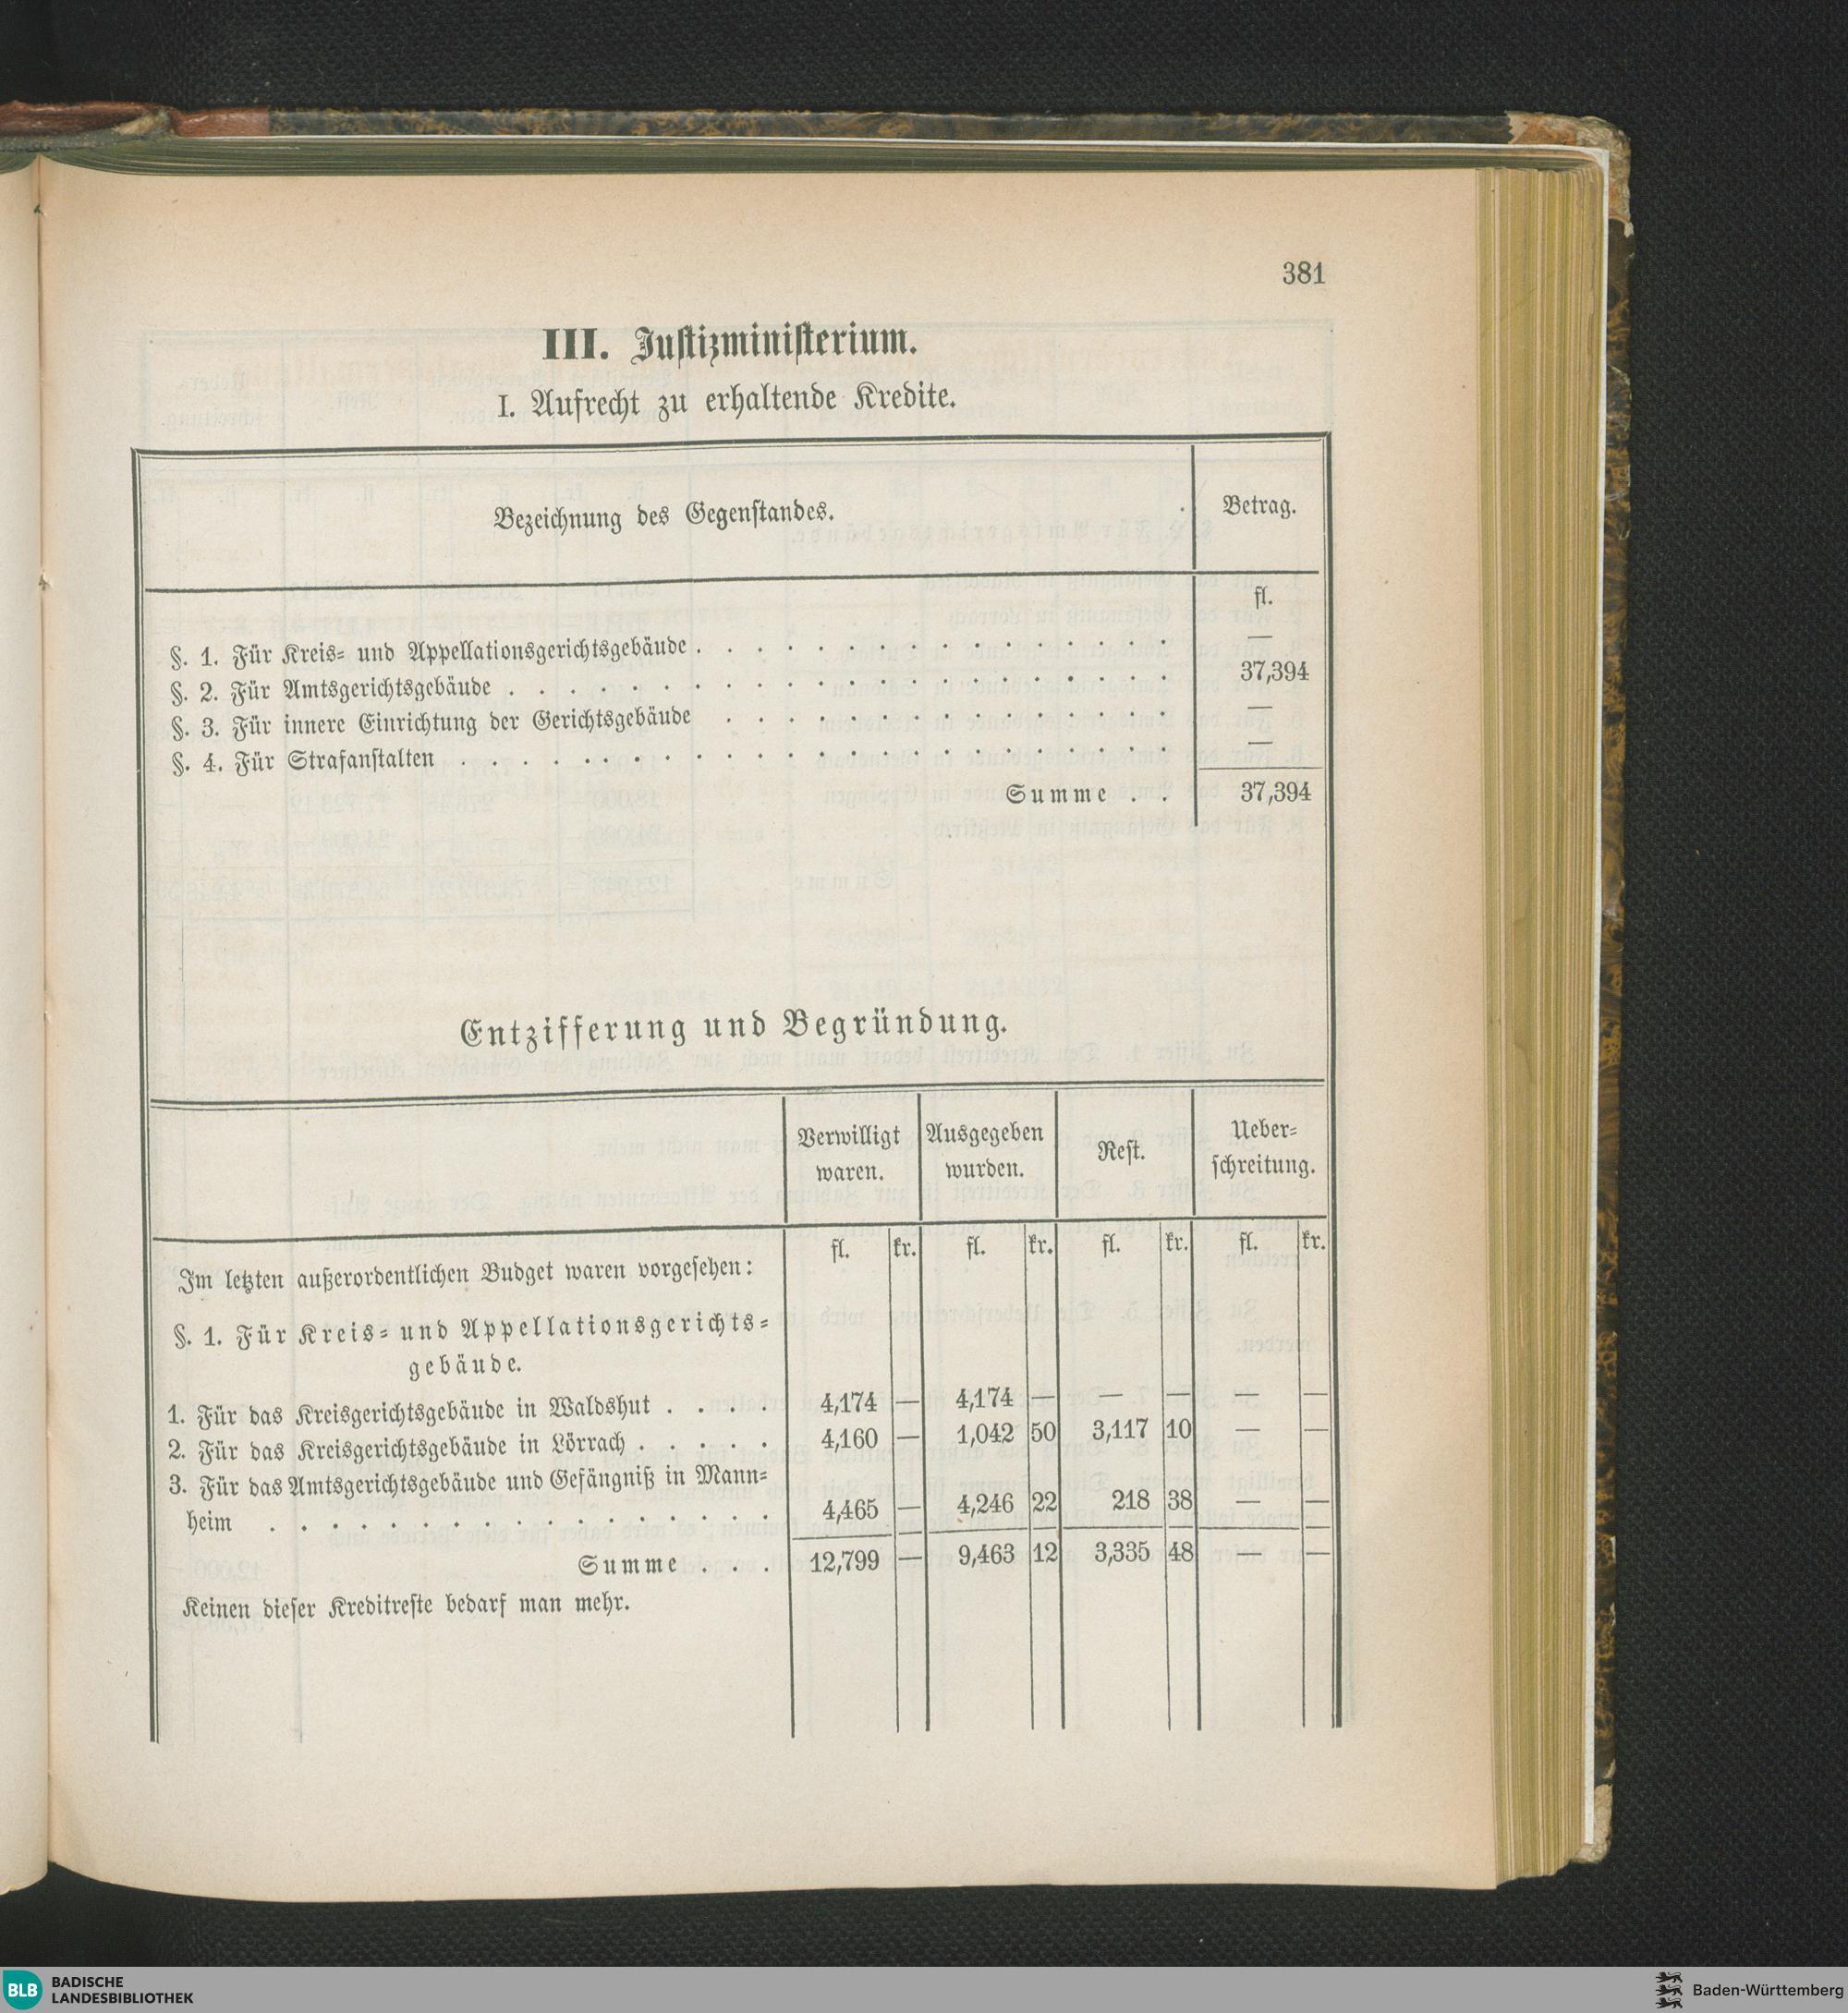 381
III. Justizministerium.
I. Aufrecht zu erhaltende Kredite.
Bezeichnung des Gegenstandes. Betrag.
fl.
§. 1. Für Kreis- und Appellationsgerichtsgebäude . . . . . . . . . . . . . . . . —
§. 2. Für Amtsgerichtsgebäude . . . . . . . . . . . . . . . . . . . . . . 37,394
§. 3. Für innere Einrichtung der Gerichtsgebäude . . . . . . . . . . . . . . . —
§. 4. Für Strafanstalten . . . . . . . . . . . . . . . . . . . . . . . . —
Summe . . 37,394
Entzifferung und Begründung.
Verwilligt waren. Ausgegeben wurden. Rest. Ueber-
schreitung.
fl. kr. fl. kr. fl. kr. fl. kr.
Im letzten außerordentlichen Budget waren vorgesehen:
§. 1. Für Kreis- und Appellationsgerichts-
gebäude.
1. Für das Kreisgerichtsgebäude in Waldshut . . . . 4,174 — 4,174 — — — — —
2. Für das Kreisgerichtsgebäude in Lörrach . . . . . 4,160 — 1,042 50 3,117 10 — —
3. Für das Amtsgerichtsgebäude und Gefängniß in Mann-
heim . . . . . . . . . . . . . . . . . 4,465 — 4,246 22 218 38 — —
Summe . . . 12,799 — 9,463 12 3,335 48 — —
Keinen dieser Kreditreste bedarf man mehr.
BLB BADISCHE
LANDESBIBLIOTHEK
Baden-Württemberg